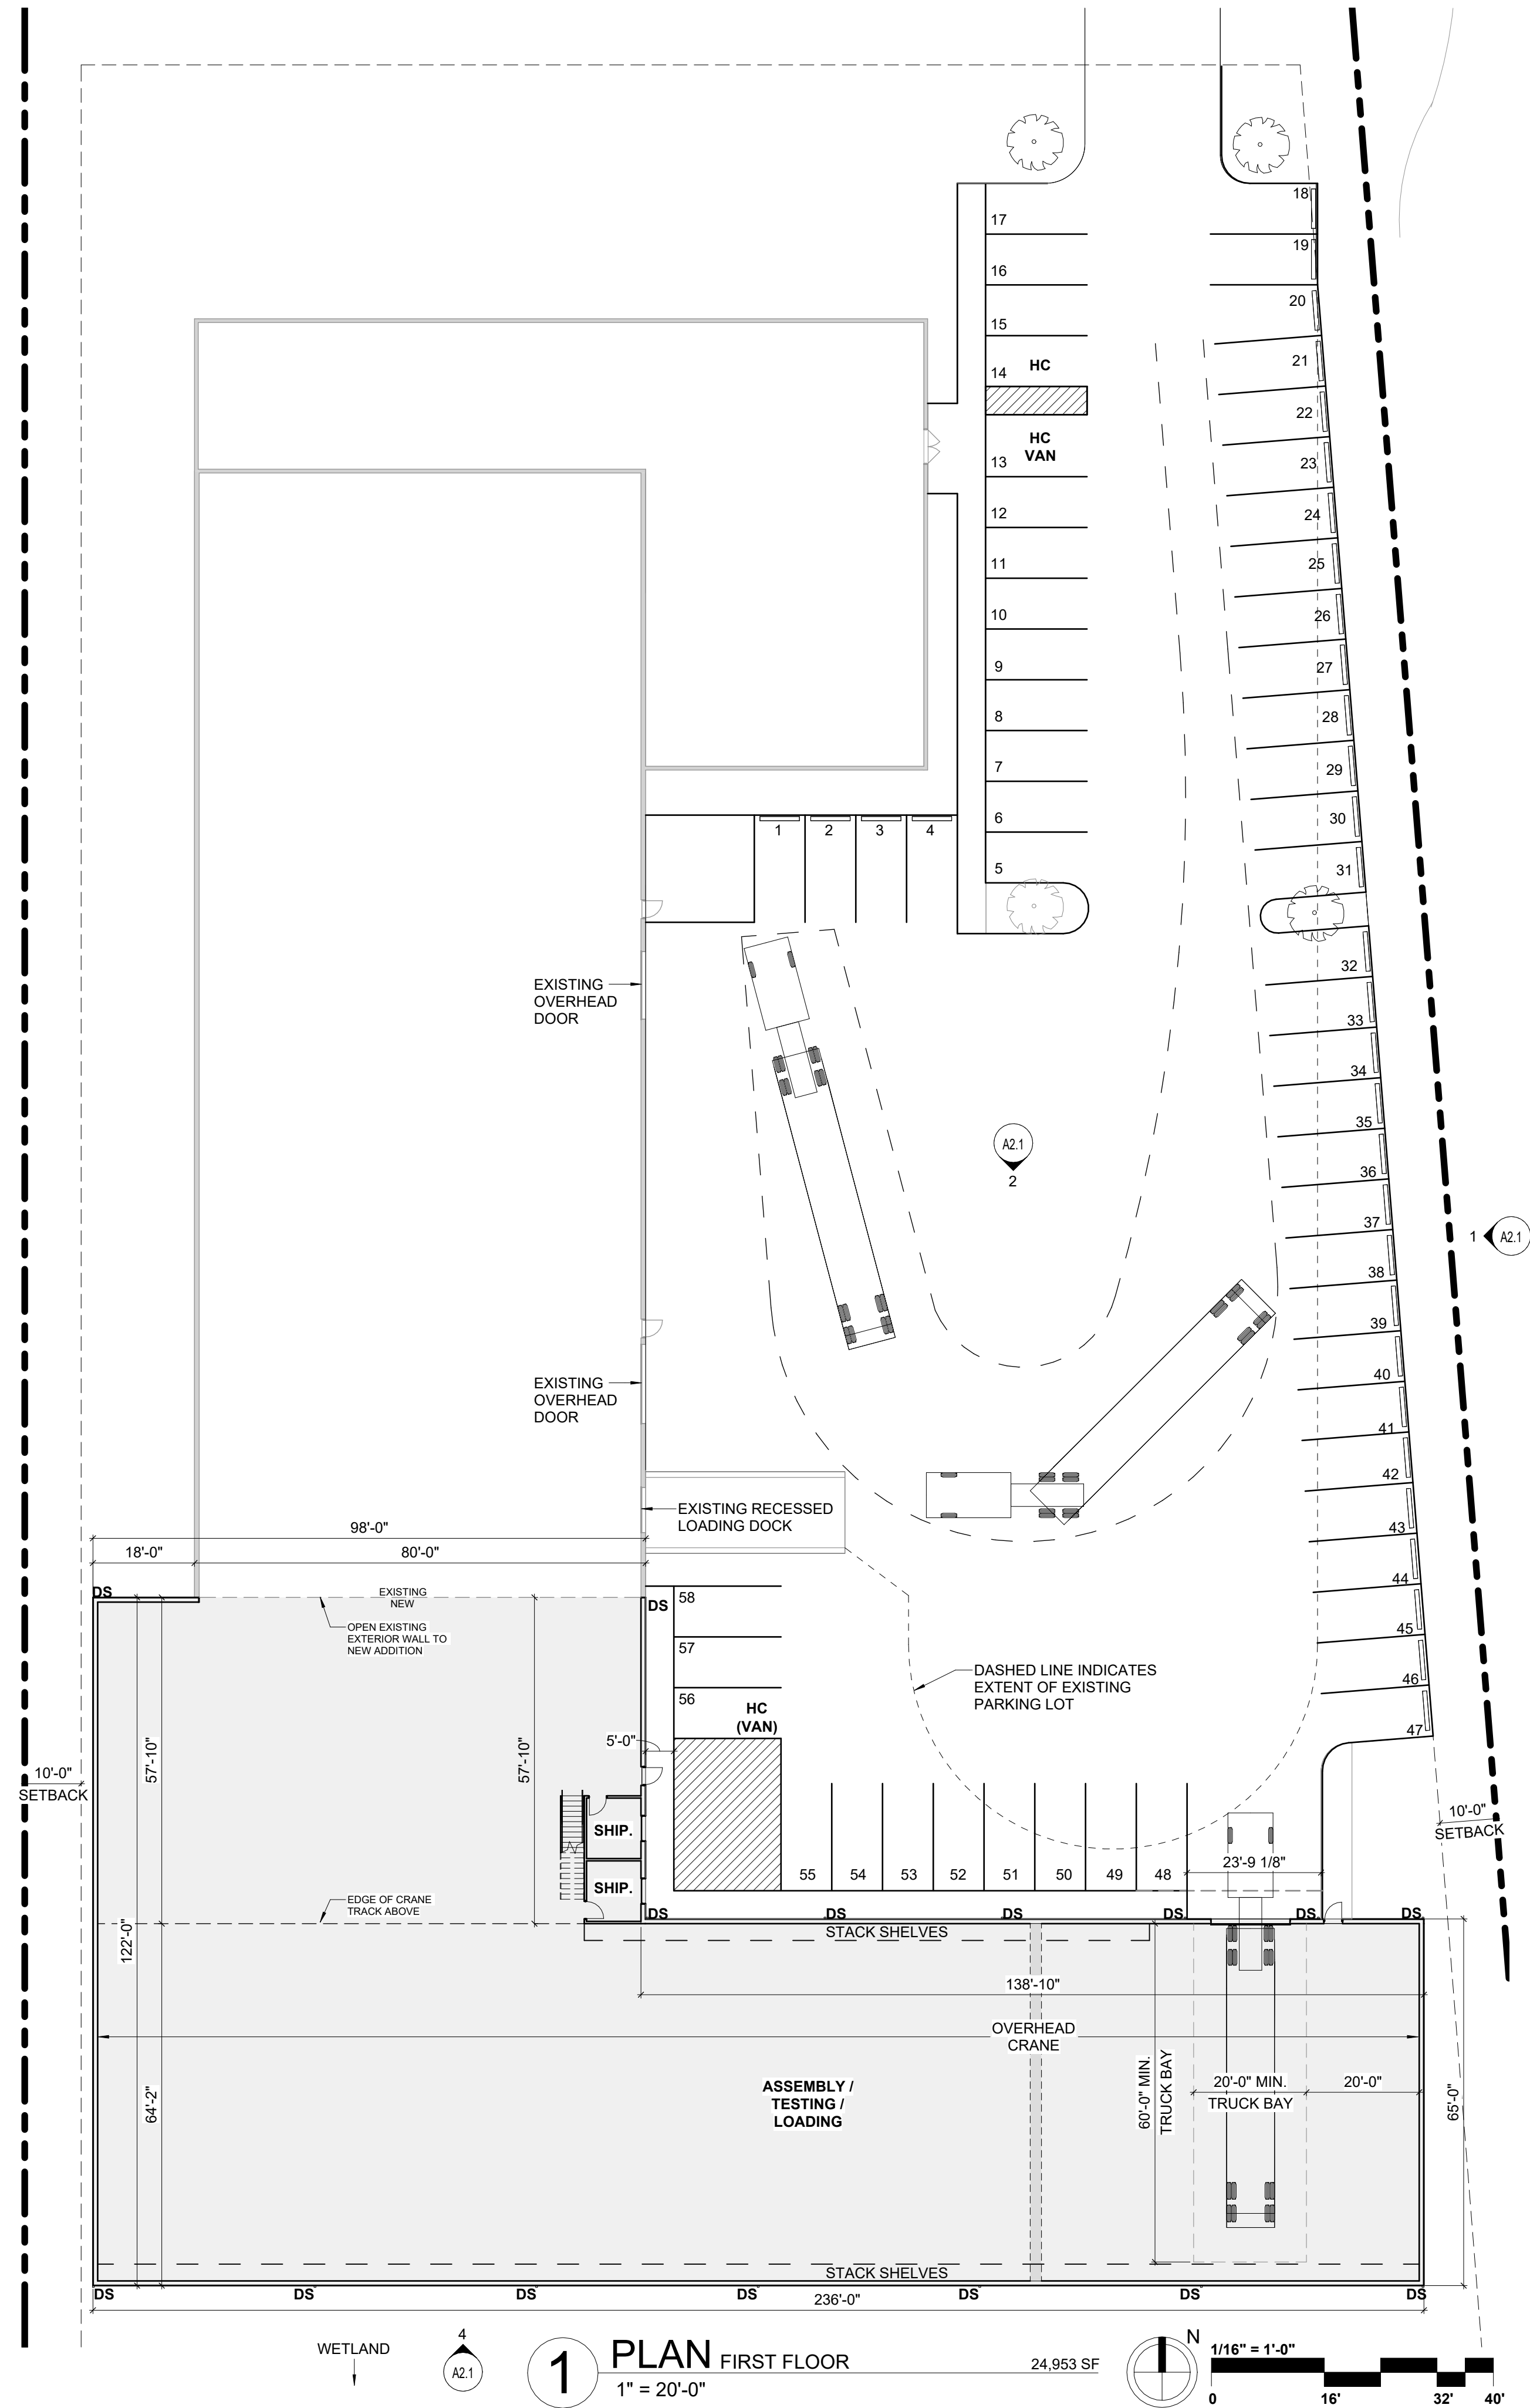 18
17
19
16
20
15
21
14
HC
22
HC
VAN
13
23
12
24
11
25
10
26
9
27
8
28
7
29
6
30
1
2
3
4
5
31
32
EXISTING
OVERHEAD
DOOR
33
34
35
A2.1
2
36
37
1
A2.1
38
39
EXISTING
OVERHEAD
DOOR
40
41
42
EXISTING RECESSED
LOADING DOCK
43
98'-0"
18'-0"
80'-0"
44
DS
EXISTING
NEW
DS
58
OPEN EXISTING
EXTERIOR WALL TO
NEW ADDITION
45
57
DASHED LINE INDICATES
EXTENT OF EXISTING
PARKING LOT
46
56
HC
(VAN)
47
5'-0"
57'-10"
57'-10"
10'-0"
SETBACK
10'-0"
SETBACK
SHIP.
SHIP.
55
54
53
52
51
50
49
48
23'-9 1/8"
EDGE OF CRANE
TRACK ABOVE
DS
DS
DS
DS
DS
DS
STACK SHELVES
122'-0"
138'-10"
OVERHEAD
CRANE
ASSEMBLY /
TESTING /
LOADING
60'-0" MIN.
TRUCK BAY
20'-0" MIN.
TRUCK BAY
20'-0"
64'-2"
65'-0"
STACK SHELVES
DS
DS
DS
DS
DS
DS
DS
236'-0"
WETLAND
4
A2.1
1
PLAN FIRST FLOOR
24,953 SF
1" = 20'-0"
N
1/16" = 1'-0"
0
16'
32'
40'